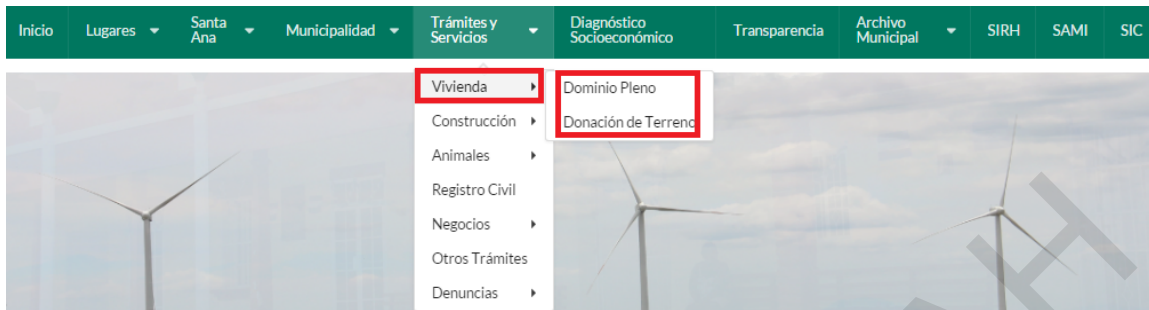 Inicio
Lugares
Santa
Ana
Municipalidad
Trámites y
Servicios
Diagnóstico
Socioeconómico
Transparencia
Archivo
Municipal
SIRH
SAMI
SIC
Vivienda
Dominio Pleno
Construcción
Donación de Terreno
Animales
Registro Civil
Negocios
Otros Trámites
Denuncias